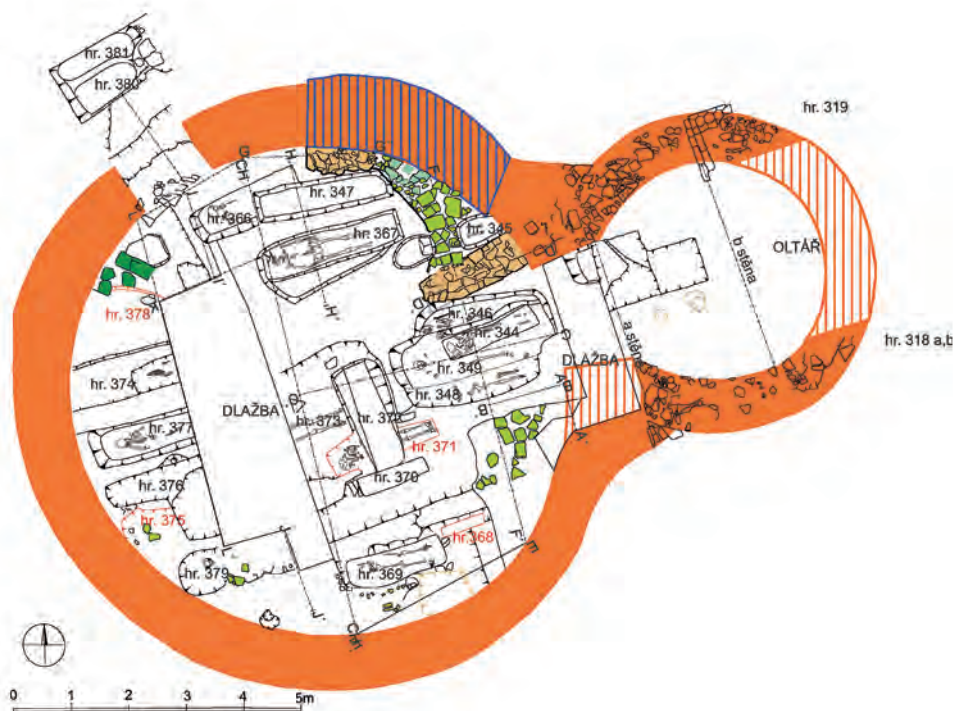 hr. 381
hr. 380
hr. 319
hr. 347
hr. 366
hr. 345
hr. 367
b stěna
OLTÁŘ
hr. 378
hr. 346
hr. 344
a stěna
hr. 318 a,b
DLAŽBA
hr. 349
hr. 374
hr. 348
DLAŽBA
hr. 377
hr. 373
hr. 372
hr. 371
hr. 376
hr. 370
hr. 375
hr. 368
hr. 379
hr. 369
H'
B'
A'
F'
E
J'
0 1 2 3 4 5m